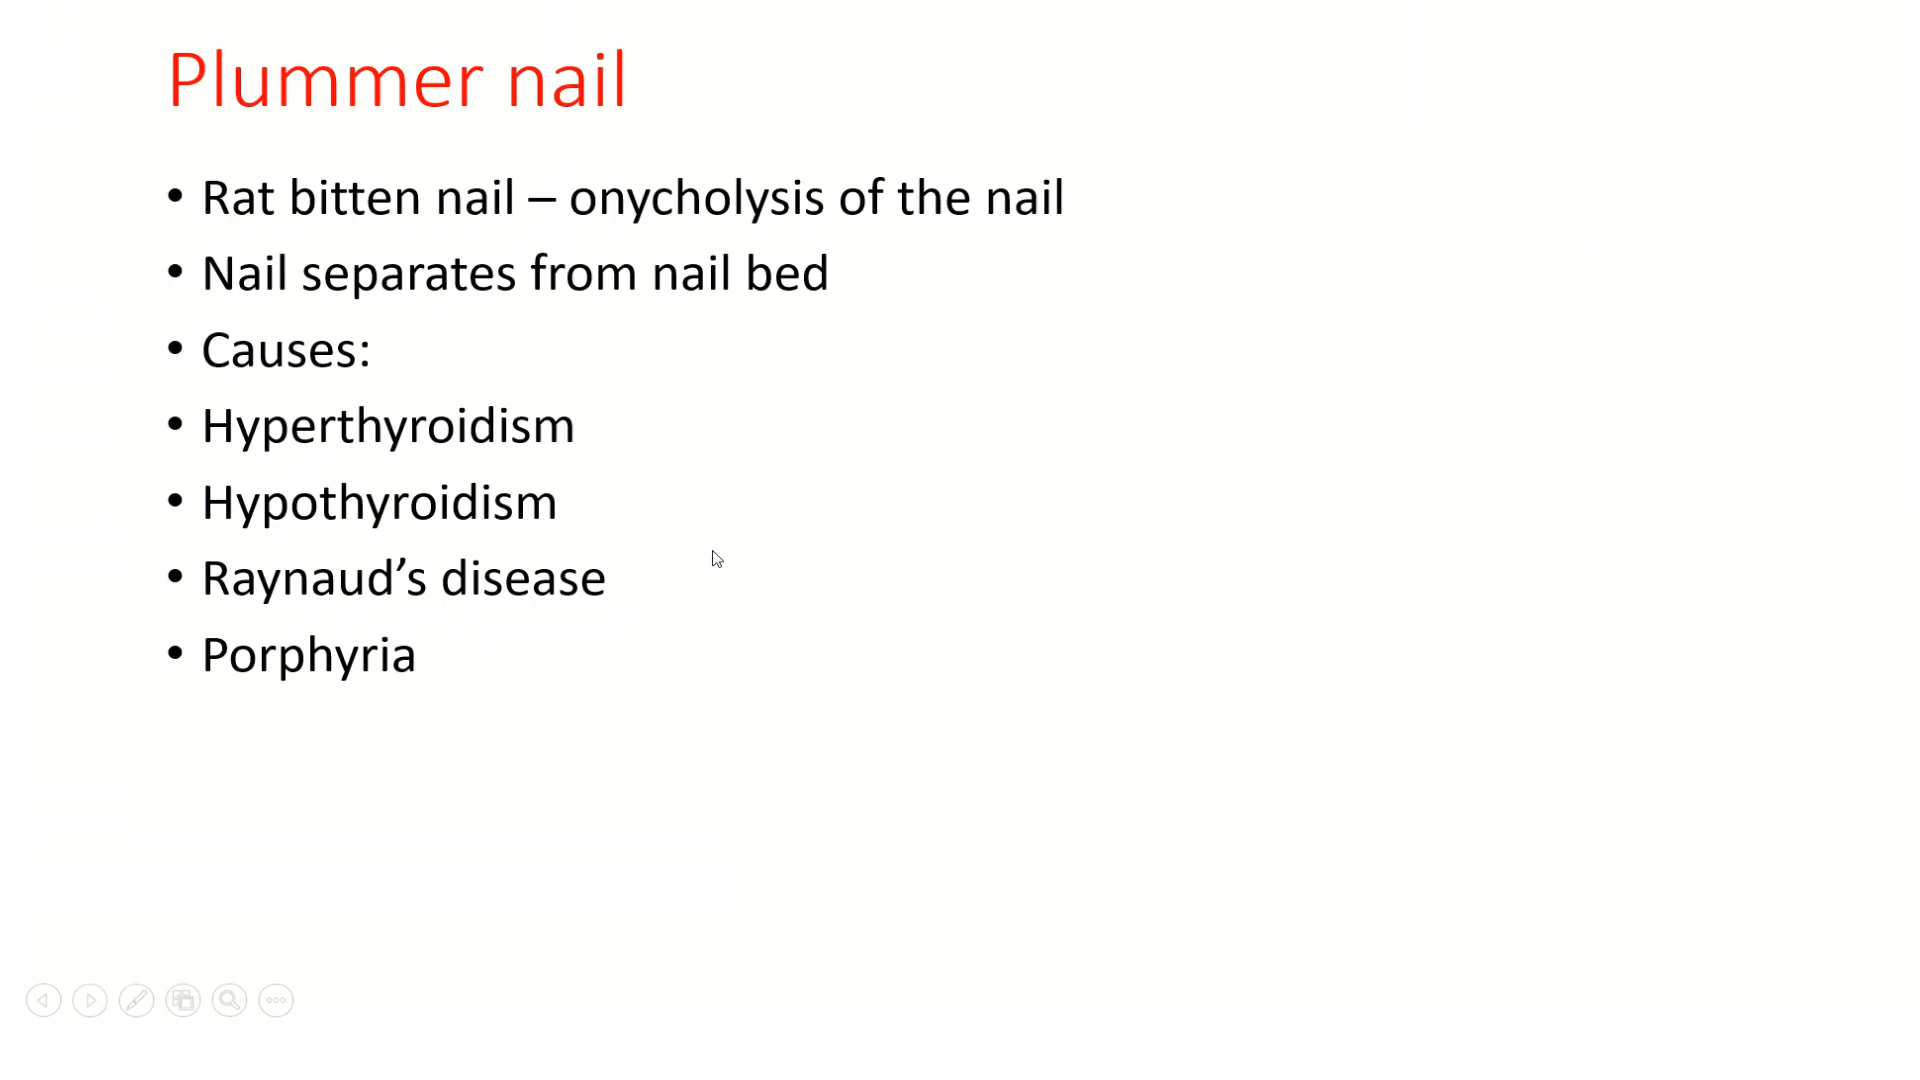 Plummer nail
• Rat bitten nail – onycholysis of the nail
• Nail separates from nail bed
• Causes:
• Hyperthyroidism
• Hypothyroidism
• Raynaud’s disease
• Porphyria